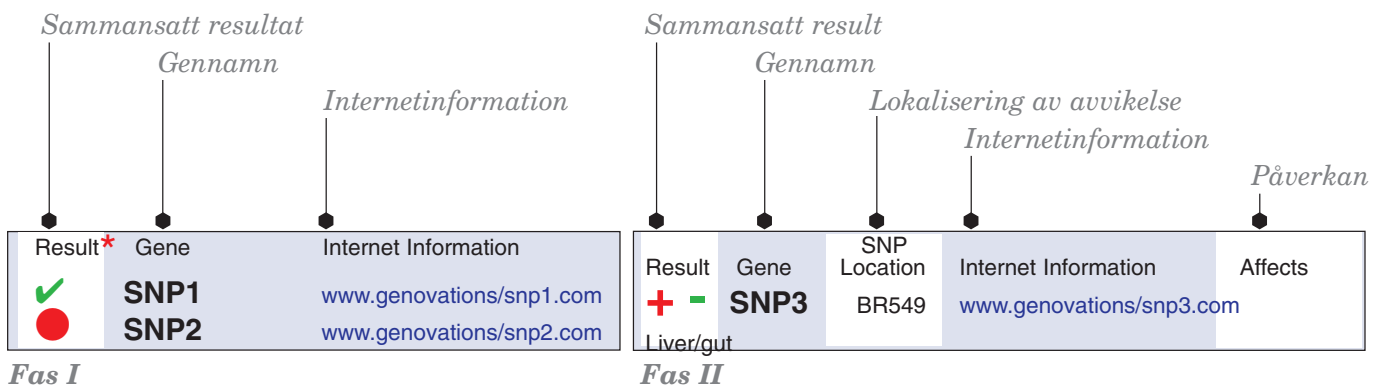 Sammansatt resultat
Gennamn
Internetinformation
Result* Gene Internet Information
✔ SNP1 www.genovations/snp1.com
SNP2 www.genovations/snp2.com
Fas I
Sammansatt result
Gennamn
Lokalisering av avvikelse
Internetinformation
Påverkan
Result Gene SNP Location Internet Information Affects
+ - SNP3 BR549 www.genovations/snp3.com
Liver/gut
Fas II